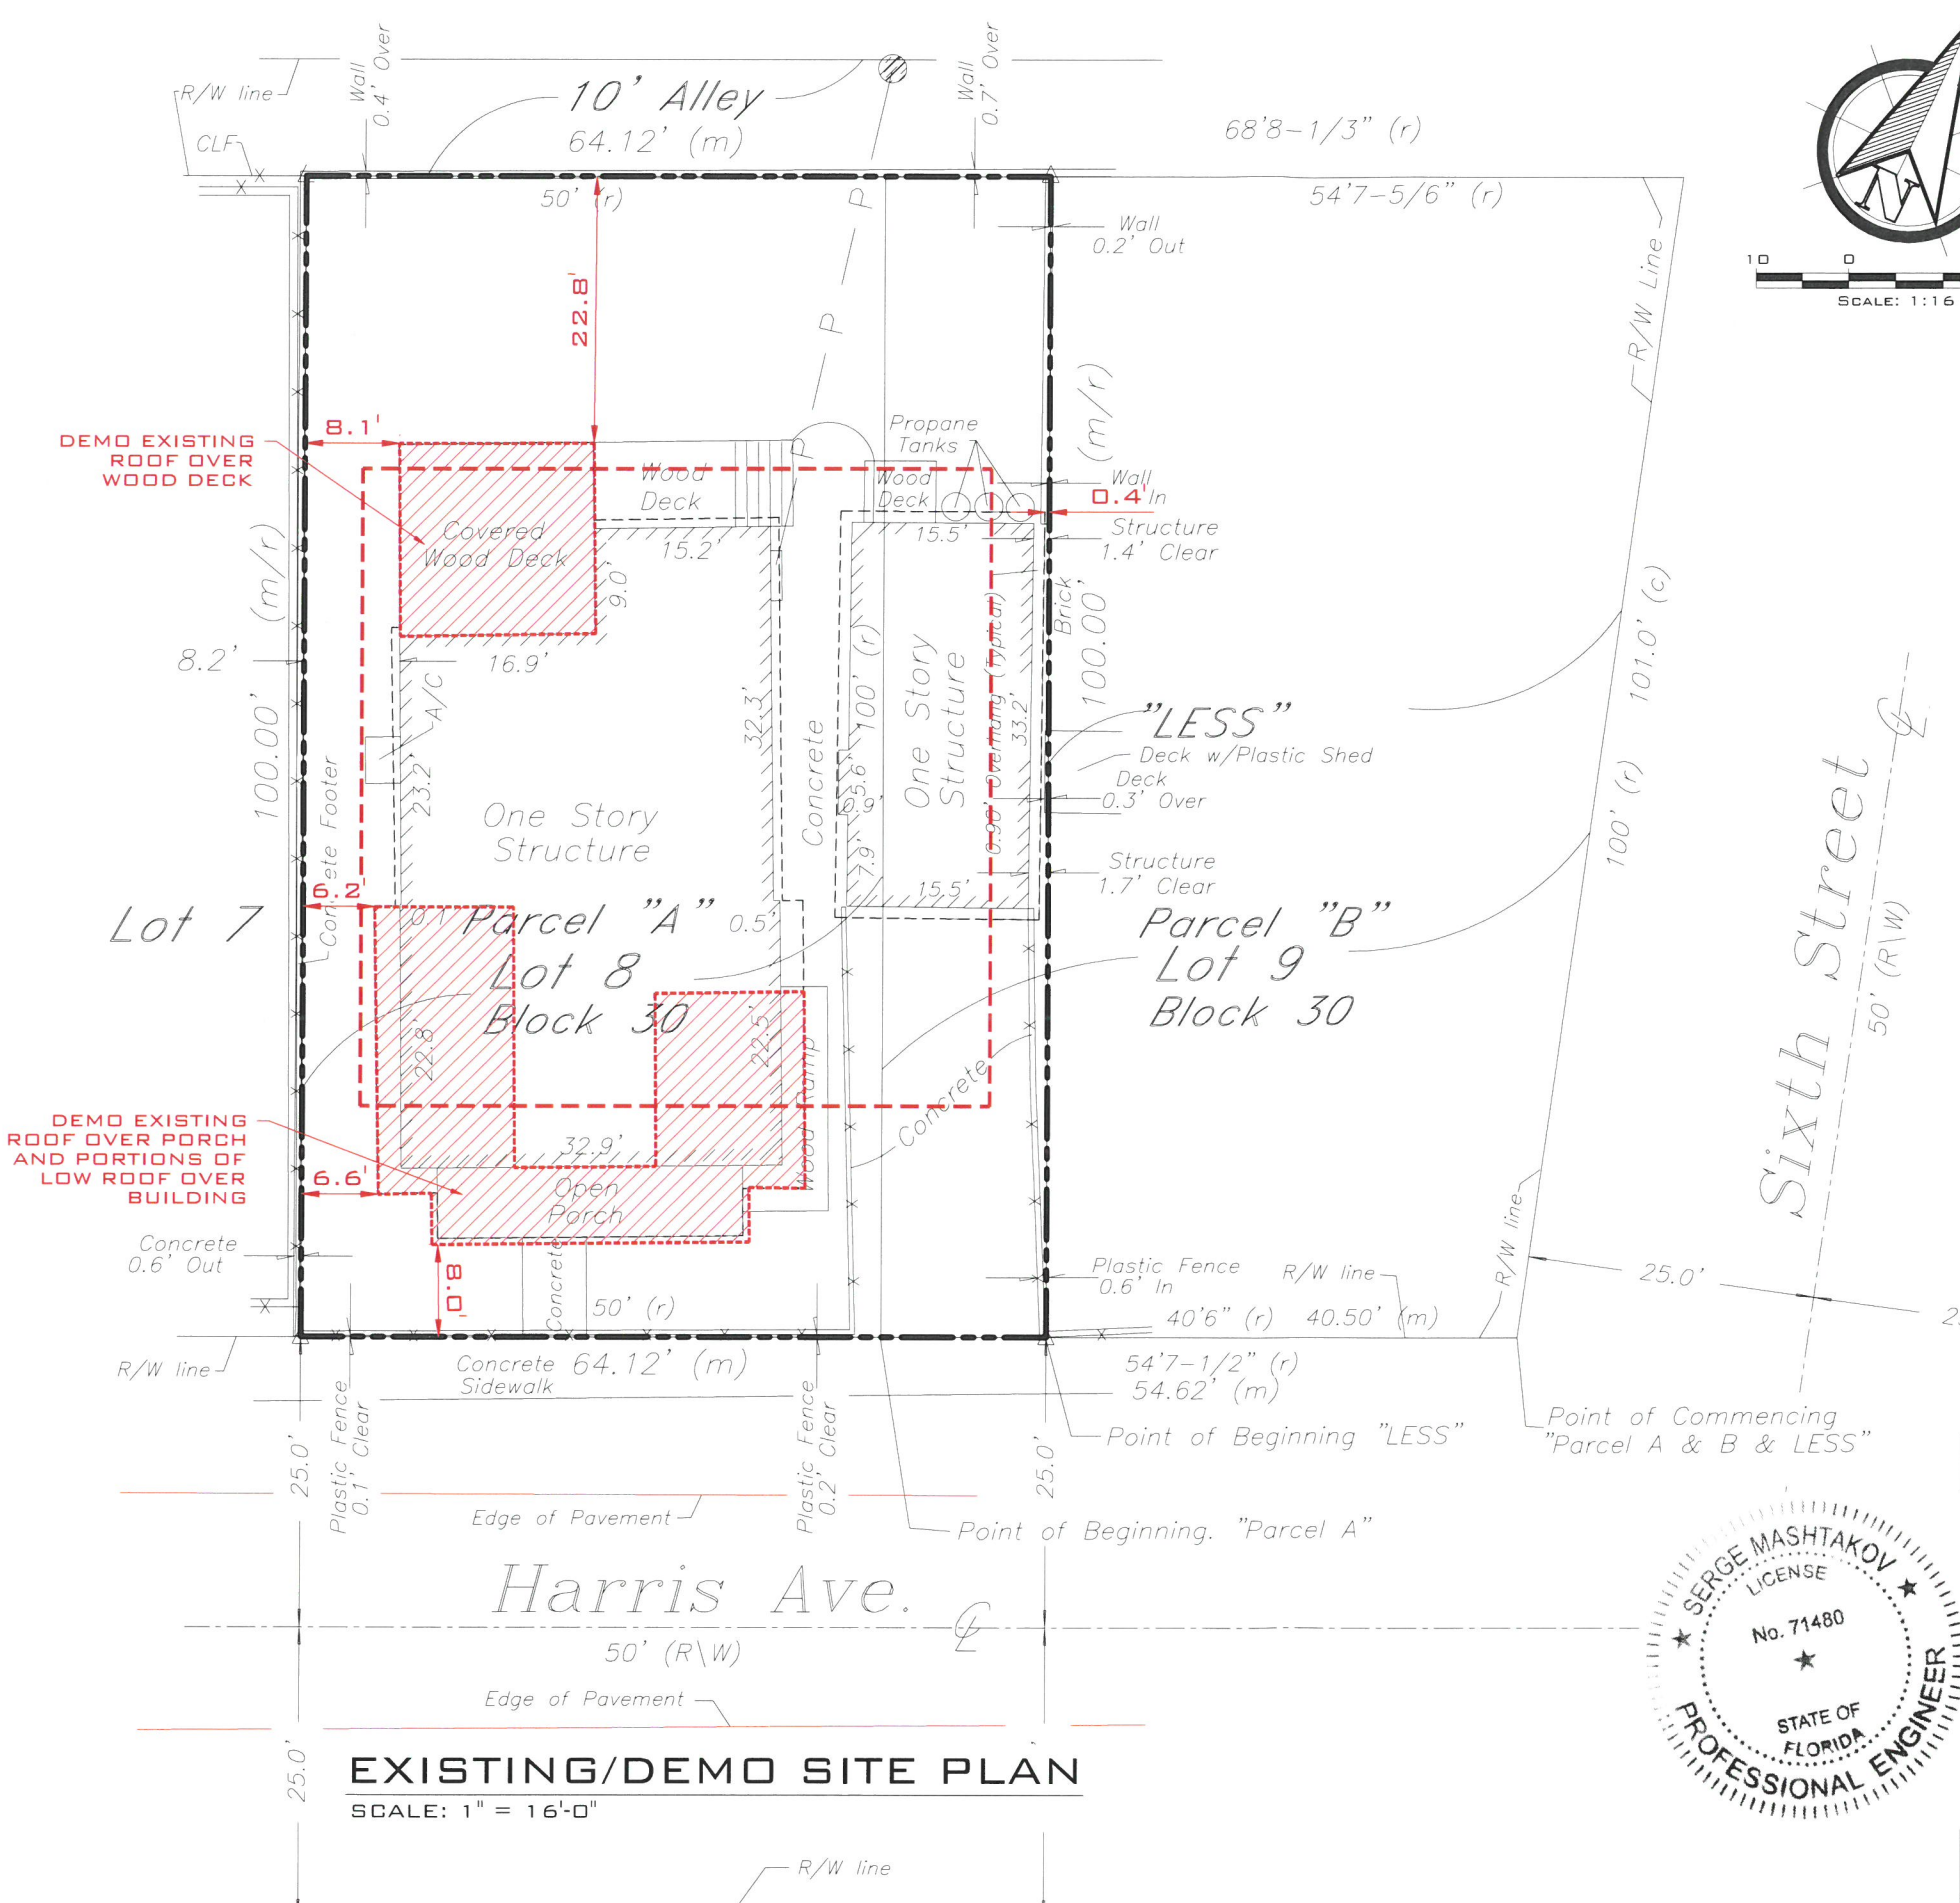 R/W line
Wall
0.4' Over
Wall
0.7' Over
10' Alley
64.12' (m)
CLF
50' (r)
68'8-1/3" (r)
54'7-5/6" (r)
Wall
0.2' Out
R/W Line
R/W Line
N
10 0
SCALE: 1:16
22.8'
P
P
P
(m/r)
8.1'
DEMO EXISTING
ROOF OVER
WOOD DECK
Covered
Wood Deck
Wood
Deck
15.2'
9.0'
16.9'
Propane
Tanks
Wood
Deck
15.5'
Wall
In
0.4'
Structure
1.4' Clear
Brick
100.00'
(m/r)
100.00'
8.2'
A/C
23.2'
32.3'
Concrete
100' (r)
One Story
Structure
0.90' Overhang (Typical)
33.2'
0.9'
7.9'
15.5'
One Story
Structure
"LESS"
Deck w/Plastic Shed
Deck
0.3' Over
Structure
1.7' Clear
101.0' (c)
100' (r)
Sixth Street
50' (R\W)
6.2'
Lot 7
0.1
0.5'
Parcel "A"
Lot 8
Block 30
22.8'
22.5'
Parcel "B"
Lot 9
Block 30
Concrete
32.9'
Open
Porch
DEMO EXISTING
ROOF OVER PORCH
AND PORTIONS OF
LOW ROOF OVER
BUILDING
6.6'
Concrete
0.6' Out
8.0'
Concrete
50' (r)
Plastic Fence
0.6' In
R/W line
R/W line
25.0'
40'6" (r) 40.50' (m)
R/W line
Concrete 64.12' (m)
Sidewalk
54'7-1/2" (r)
54.62' (m)
Point of Beginning "LESS"
Point of Commencing
"Parcel A & B & LESS"
25.0'
Plastic Fence
0.1' Clear
Plastic Fence
0.2' Clear
25.0'
Edge of Pavement
Point of Beginning. "Parcel A"
Harris Ave.
50' (R\W)
Edge of Pavement
25.0'
EXISTING/DEMO SITE PLAN
SCALE: 1" = 16'-0"
R/W line
SERGE MASHTAKOV
LICENSE
No. 71480
STATE OF
FLORIDA
PROFESSIONAL ENGINEER